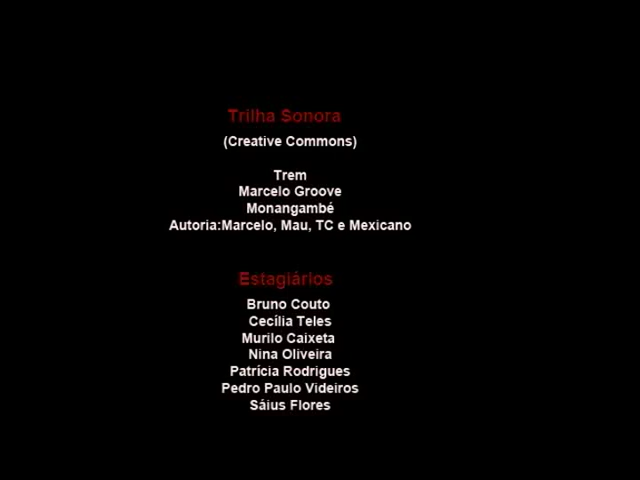 Trilha Sonora
(Creative Commons)
Trem
Marcelo Groove
Monangambé
Autoria:Marcelo, Mau, TC e Mexicano
Estagiários
Bruno Couto
Cecília Teles
Murilo Caixeta
Nina Oliveira
Patrícia Rodrigues
Pedro Paulo Videiros
Sáius Flores